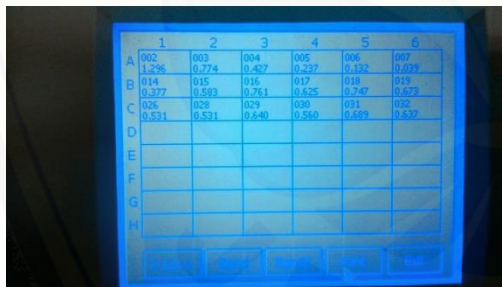 1 2 3 4 5 6
A 002 003 004 005 006 007
1.296 0.774 0.427 0.237 0.132 0.039
B 014 015 016 017 018 019
0.377 0.583 0.761 0.625 0.747 0.673
C 026 028 029 030 031 032
0.531 0.531 0.640 0.560 0.689 0.637
D
E
F
G
H